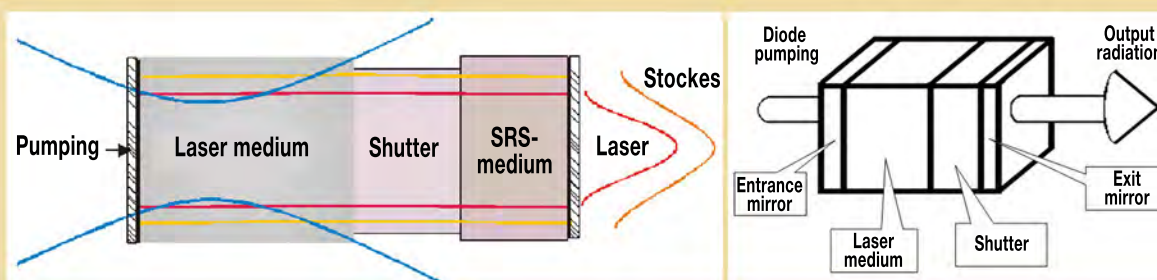 Pumping
Laser medium
Shutter
SRS-
medium
Laser
Stockes
Diode
pumping
Output
radiation
Entrance
mirror
Laser
medium
Shutter
Exit
mirror